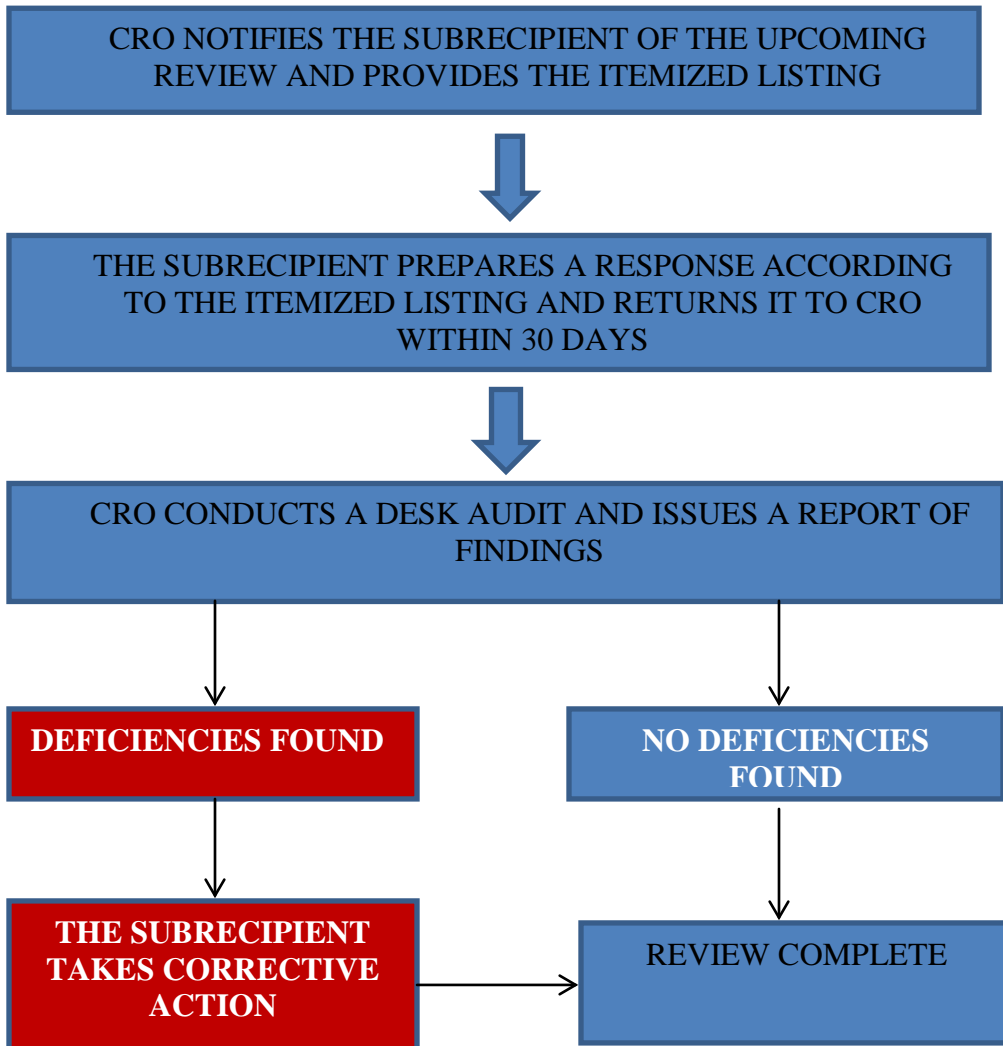 CRO NOTIFIES THE SUBRECIPIENT OF THE UPCOMING
REVIEW AND PROVIDES THE ITEMIZED LISTING
THE SUBRECIPIENT PREPARES A RESPONSE ACCORDING
TO THE ITEMIZED LISTING AND RETURNS IT TO CRO
WITHIN 30 DAYS
CRO CONDUCTS A DESK AUDIT AND ISSUES A REPORT OF
FINDINGS
DEFICIENCIES FOUND
NO DEFICIENCIES
FOUND
THE SUBRECIPIENT
TAKES CORRECTIVE
ACTION
REVIEW COMPLETE